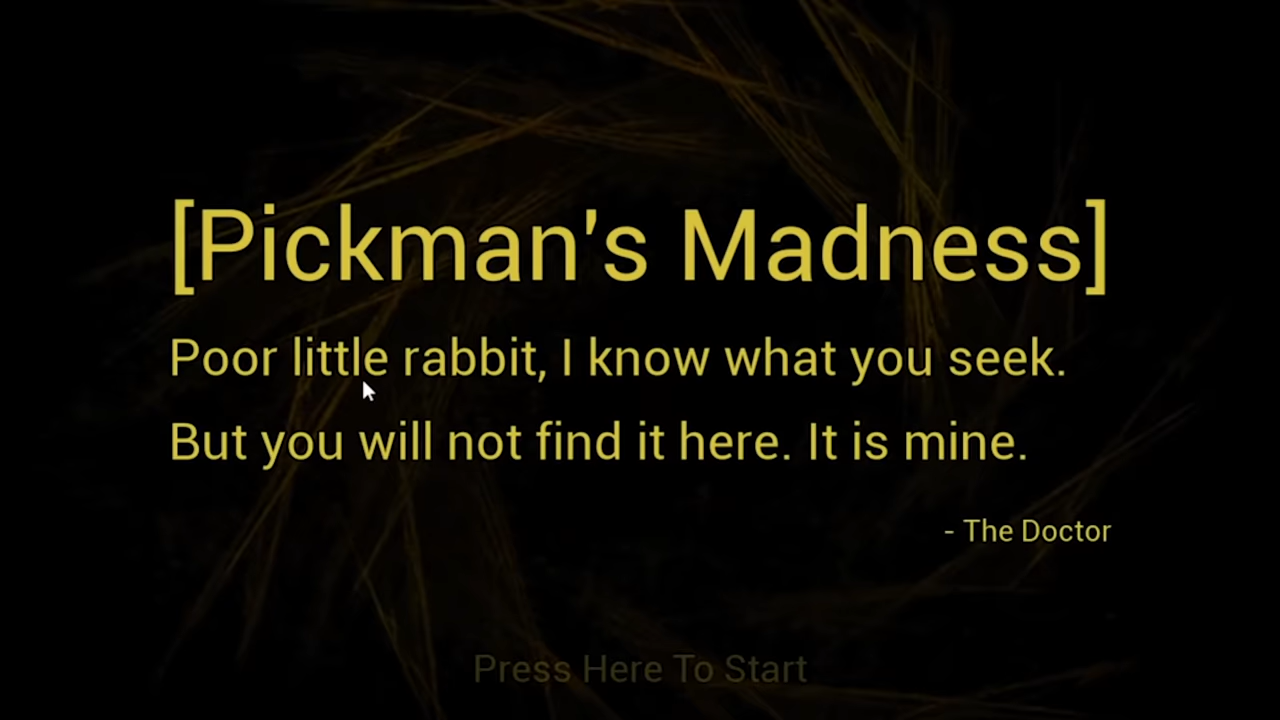 [Pickman's Madness]
Poor little rabbit, I know what you seek.
But you will not find it here. It is mine.
- The Doctor
Press Here To Start